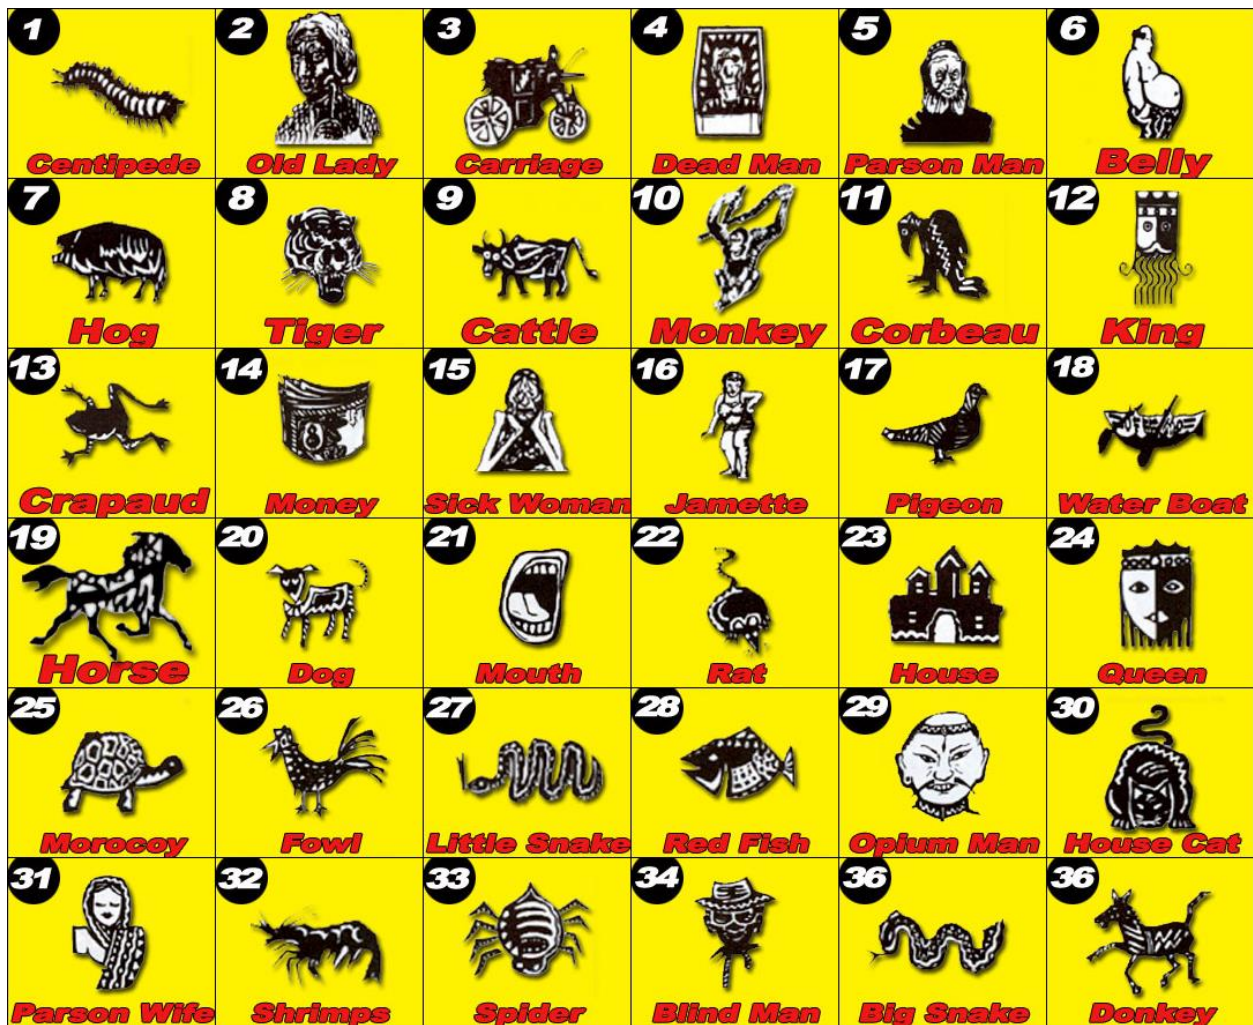 1
Centipede
2
Old Lady
3
Carriage
4
Dead Man
5
Parson Man
6
Belly
7
Hog
8
Tiger
9
Cattle
10
Monkey
11
Corbeau
12
King
13
Crapaud
14
Money
15
Sick Woman
16
Jamette
17
Pigeon
18
Water Boat
19
Horse
20
Dog
21
Mouth
22
Rat
23
House
24
Queen
25
Morocoy
26
Fowl
27
Little Snake
28
Red Fish
29
Opium Man
30
House Cat
31
Parson Wife
32
Shrimps
33
Spider
34
Blind Man
36
Big Snake
36
Donkey